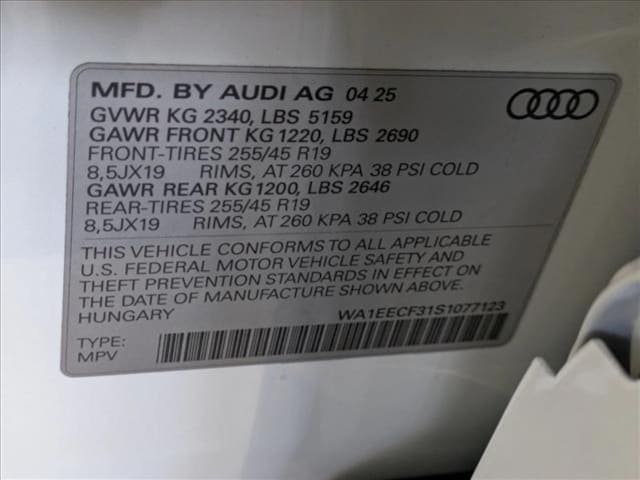 MFD. BY AUDI AG 04 25
GVWR KG 2340, LBS 5159
GAWR FRONT KG 1220, LBS 2690
FRONT-TIRES 255/45 R19
8,5JX19 RIMS, AT 260 KPA 38 PSI COLD
GAWR REAR KG 1200, LBS 2646
REAR-TIRES 255/45 R19
8,5JX19 RIMS, AT 260 KPA 38 PSI COLD
THIS VEHICLE CONFORMS TO ALL APPLICABLE
U.S. FEDERAL MOTOR VEHICLE SAFETY AND
THEFT PREVENTION STANDARDS IN EFFECT ON
THE DATE OF MANUFACTURE SHOWN ABOVE.
HUNGARY WA1EECF31S1077123
TYPE:
MPV